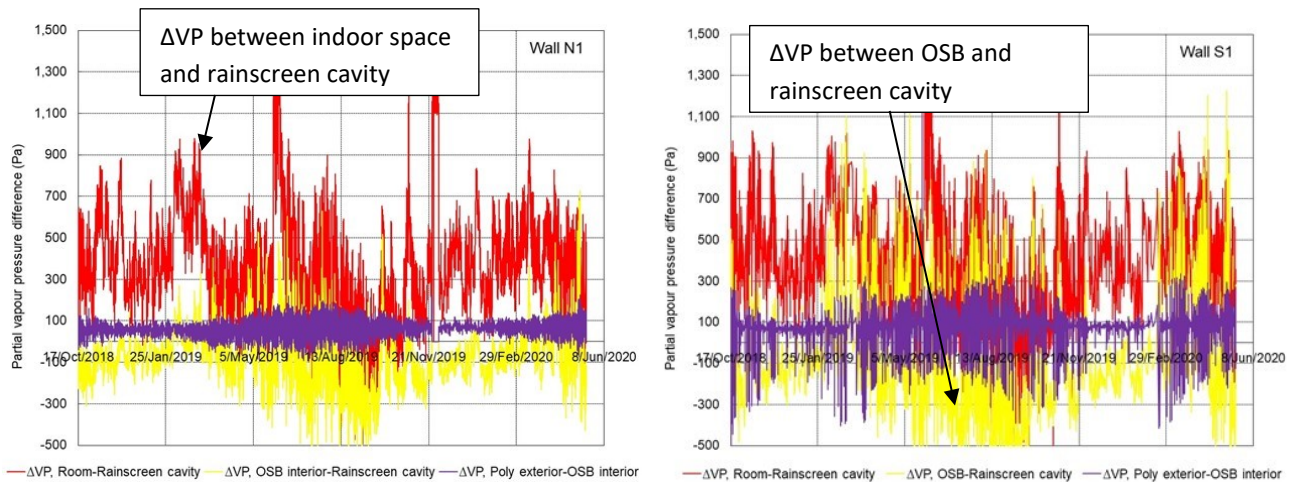 ΔVP between indoor space
and rainscreen cavity
Wall N1
Partial vapour pressure difference (Pa)
1,500
1,300
1,100
900
700
500
300
100
-100
-300
-500
17/Oct/2018 25/Jan/2019 5/May/2019 13/Aug/2019 21/Nov/2019 29/Feb/2020 8/Jun/2020
ΔVP, Room-Rainscreen cavity ΔVP, OSB interior-Rainscreen cavity ΔVP, Poly exterior-OSB interior
ΔVP between OSB and
rainscreen cavity
Wall S1
Partial vapour pressure difference (Pa)
1,500
1,300
1,100
900
700
500
300
100
-100
-300
-500
17/Oct/2018 25/Jan/2019 5/May/2019 13/Aug/2019 21/Nov/2019 29/Feb/2020 8/Jun/2020
ΔVP, Room-Rainscreen cavity ΔVP, OSB-Rainscreen cavity ΔVP, Poly exterior-OSB interior